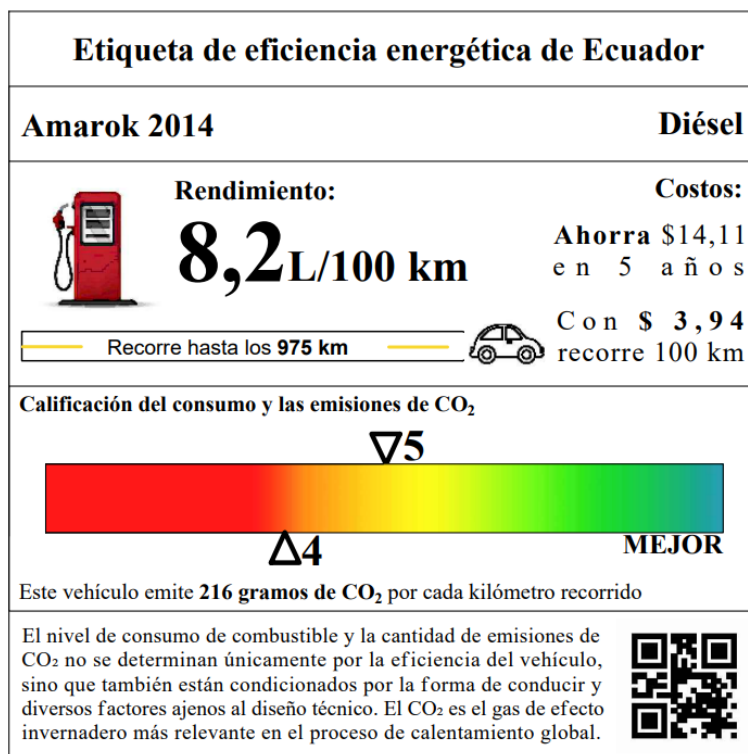 Etiqueta de eficiencia energética de Ecuador
Amarok 2014
Diésel
Rendimiento:
8,2 L/100 km
Recorre hasta los 975 km
Costos:
Ahorra $14,11
en 5 años
Con $ 3,94
recorre 100 km
Calificación del consumo y las emisiones de CO₂
5
4
MEJOR
Este vehículo emite 216 gramos de CO₂ por cada kilómetro recorrido
El nivel de consumo de combustible y la cantidad de emisiones de
CO₂ no se determinan únicamente por la eficiencia del vehículo,
sino que también están condicionados por la forma de conducir y
diversos factores ajenos al diseño técnico. El CO₂ es el gas de efecto
invernadero más relevante en el proceso de calentamiento global.